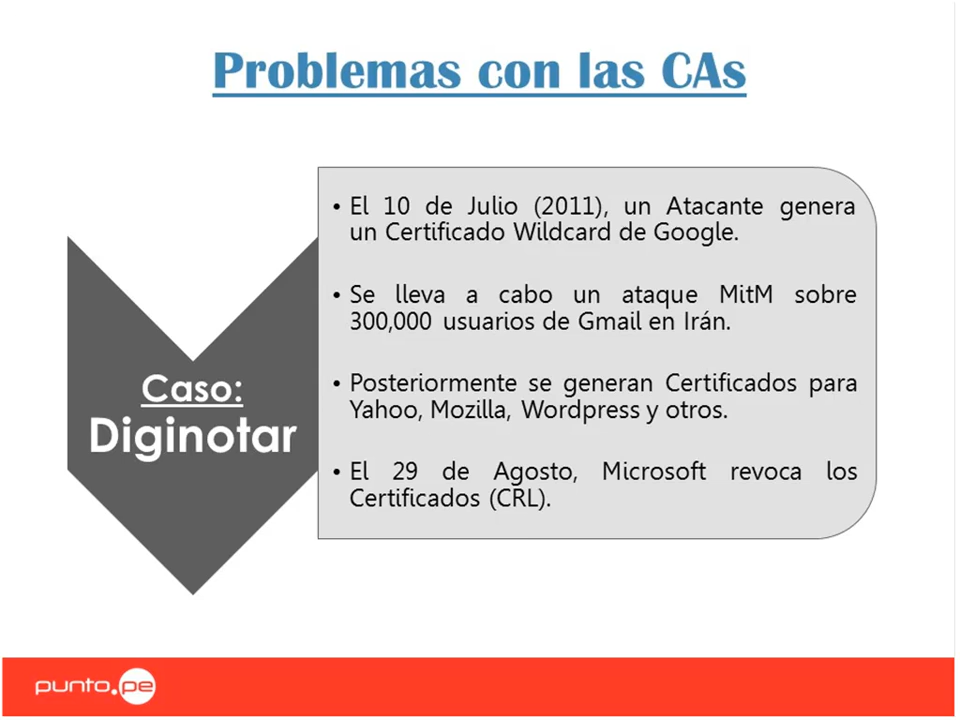 Problemas con las CAs
• El 10 de Julio (2011), un Atacante genera
un Certificado Wildcard de Google.
• Se lleva a cabo un ataque MitM sobre
300,000 usuarios de Gmail en Irán.
Caso:
Diginotar
• Posteriormente se generan Certificados para
Yahoo, Mozilla, Wordpress y otros.
• El 29 de Agosto, Microsoft revoca los
Certificados (CRL).
punto.pe